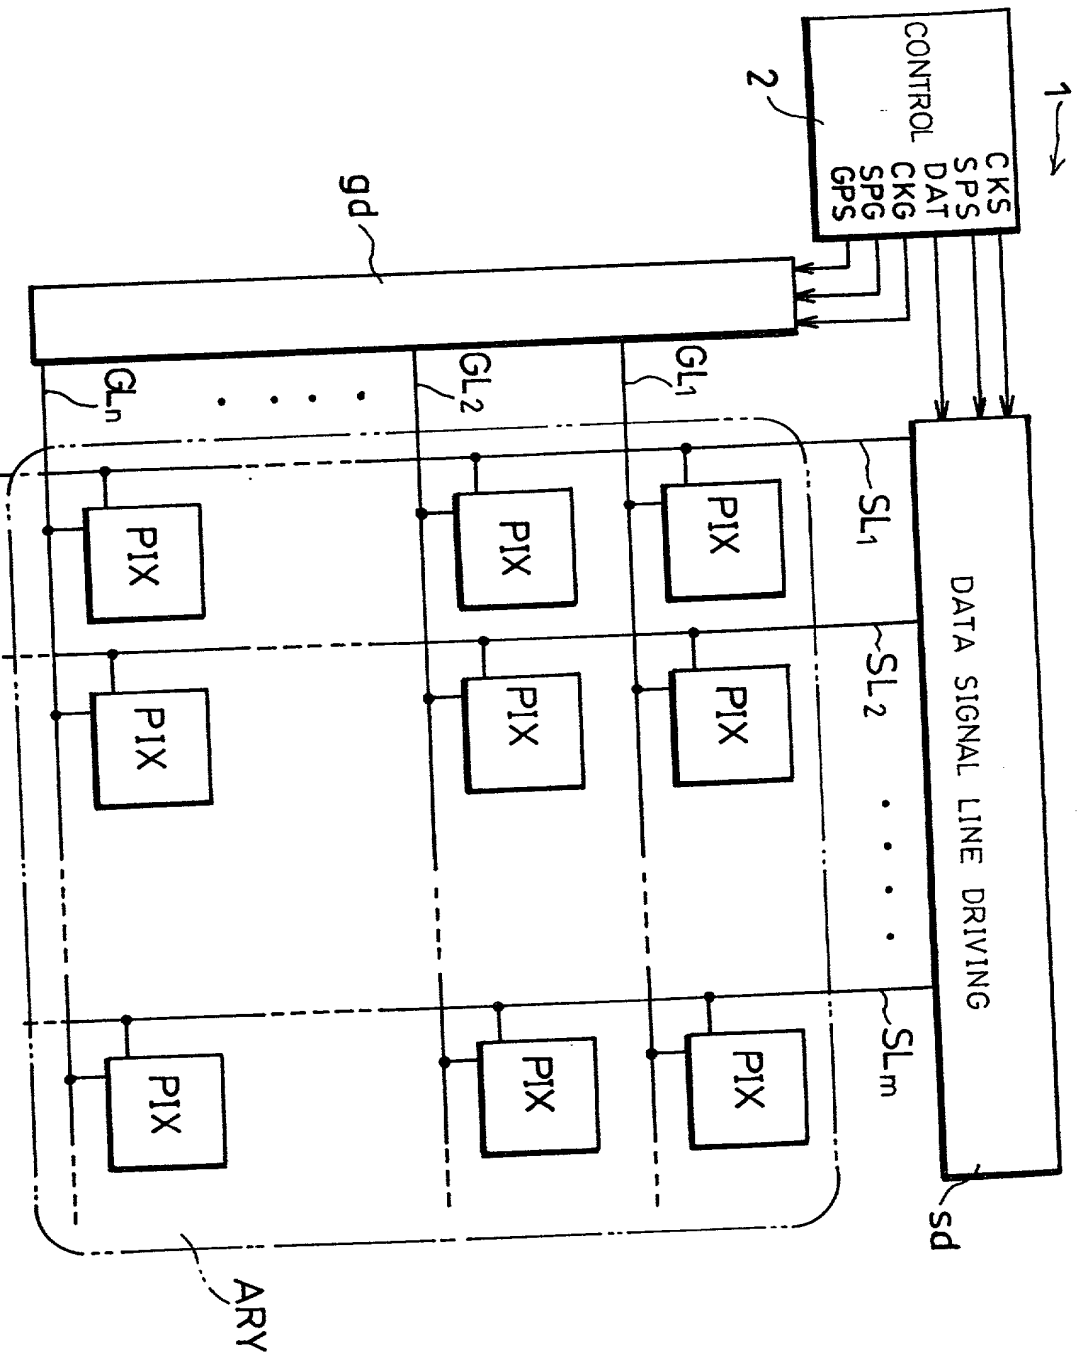 1
CONTROL
2
CKS
SPS
DAT
CKG
SPG
GPS
DATA SIGNAL LINE DRIVING
sd
SL1
SL2
SLm
gd
GL1
PIX
PIX
PIX
GL2
PIX
PIX
PIX
GLn
PIX
PIX
PIX
ARY